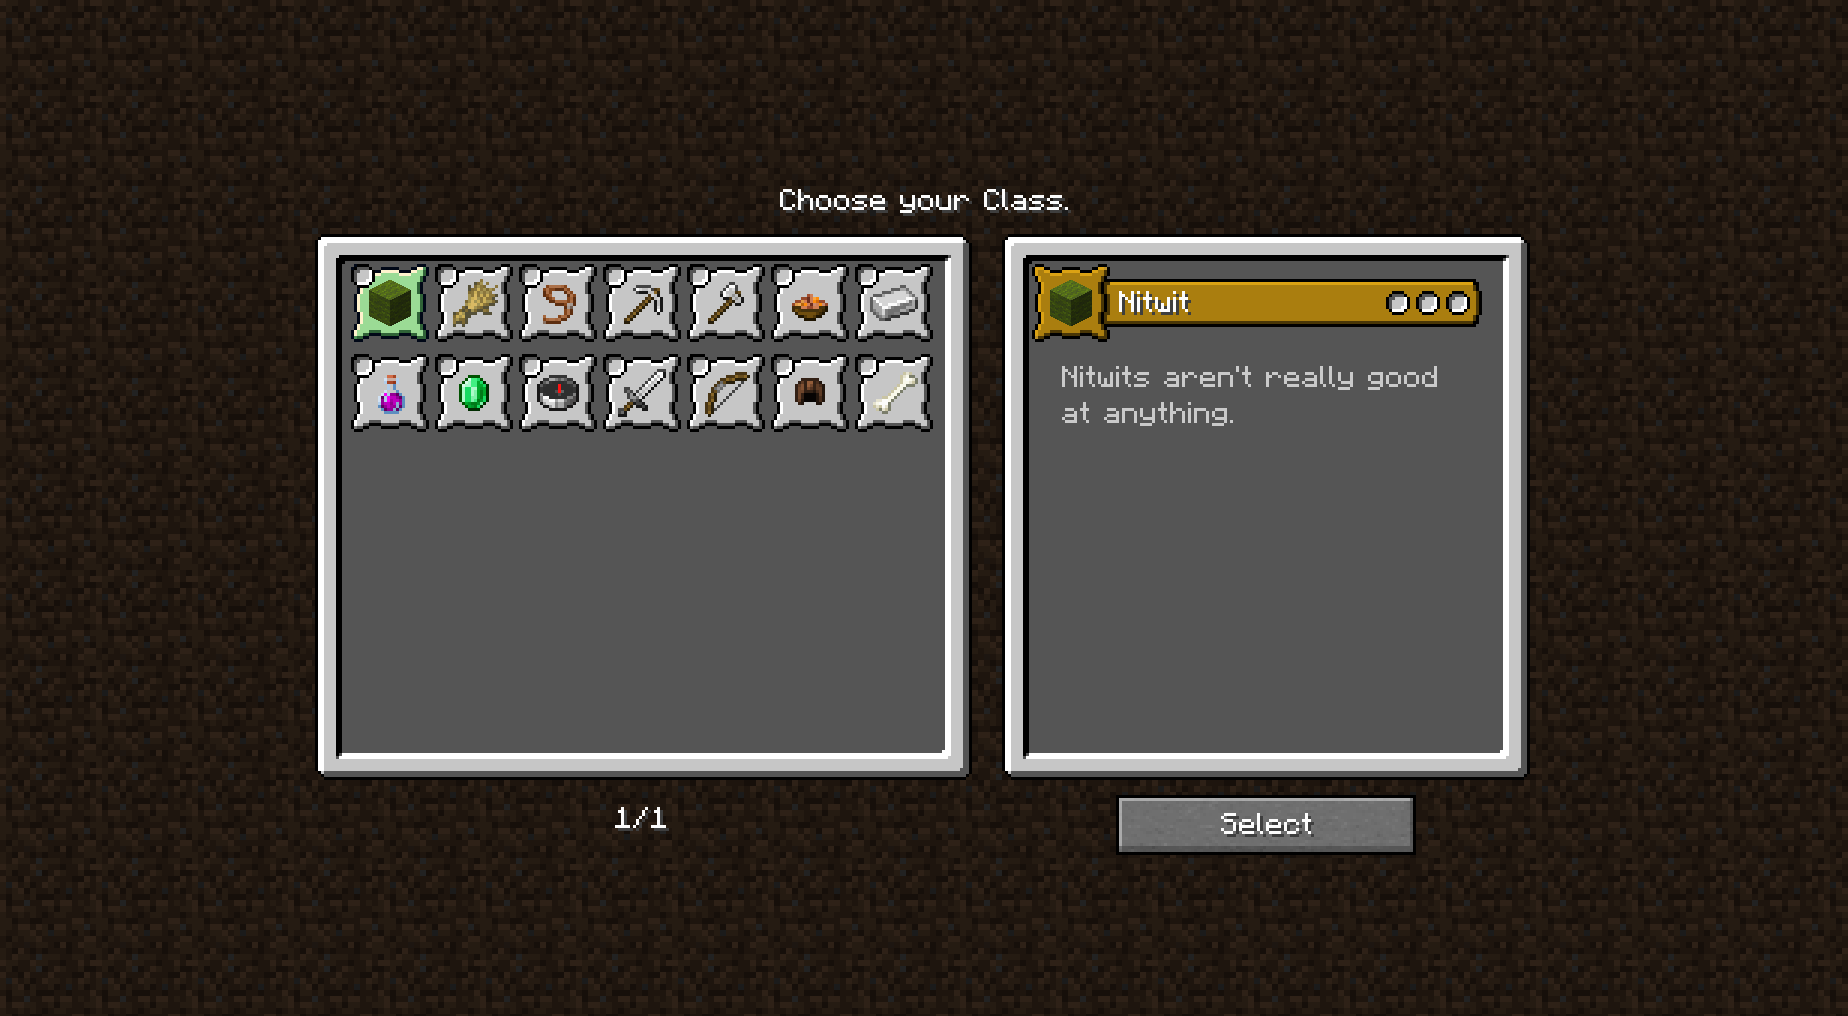 Choose your Class.
Nitwit
Nitwits aren't really good
at anything.
1/1
Select